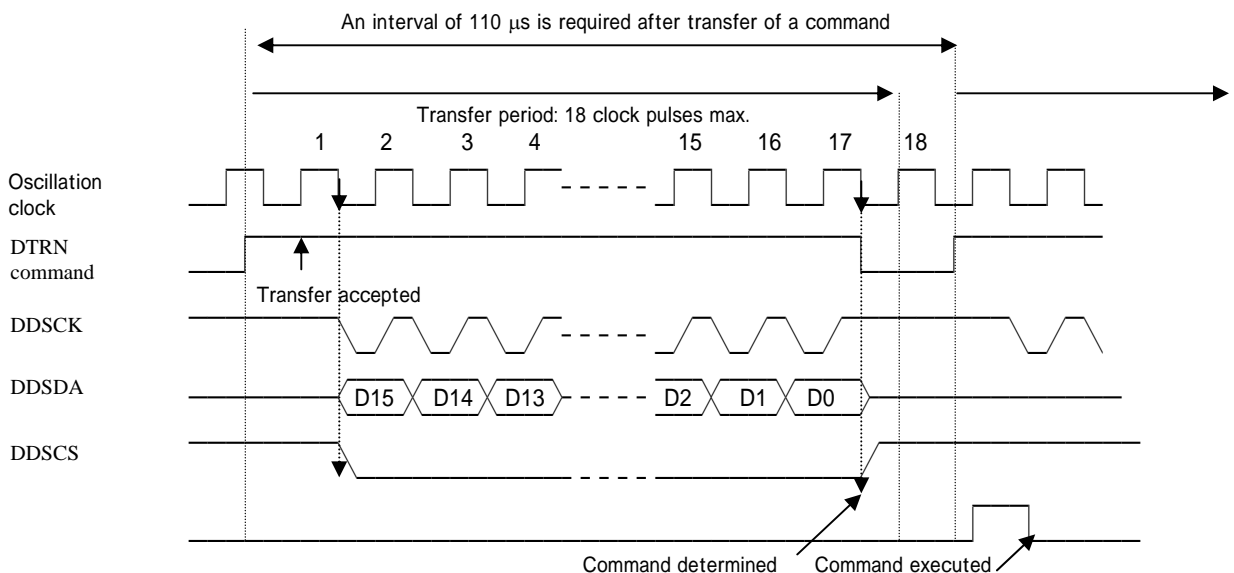 An interval of 110 μs is required after transfer of a command
Transfer period: 18 clock pulses max.
1 2 3 4 15 16 17 18
Oscillation
clock
DTRN
command
Transfer accepted
DDSCK
DDSDA
D15 D14 D13 D2 D1 D0
DDSCS
Command determined Command executed